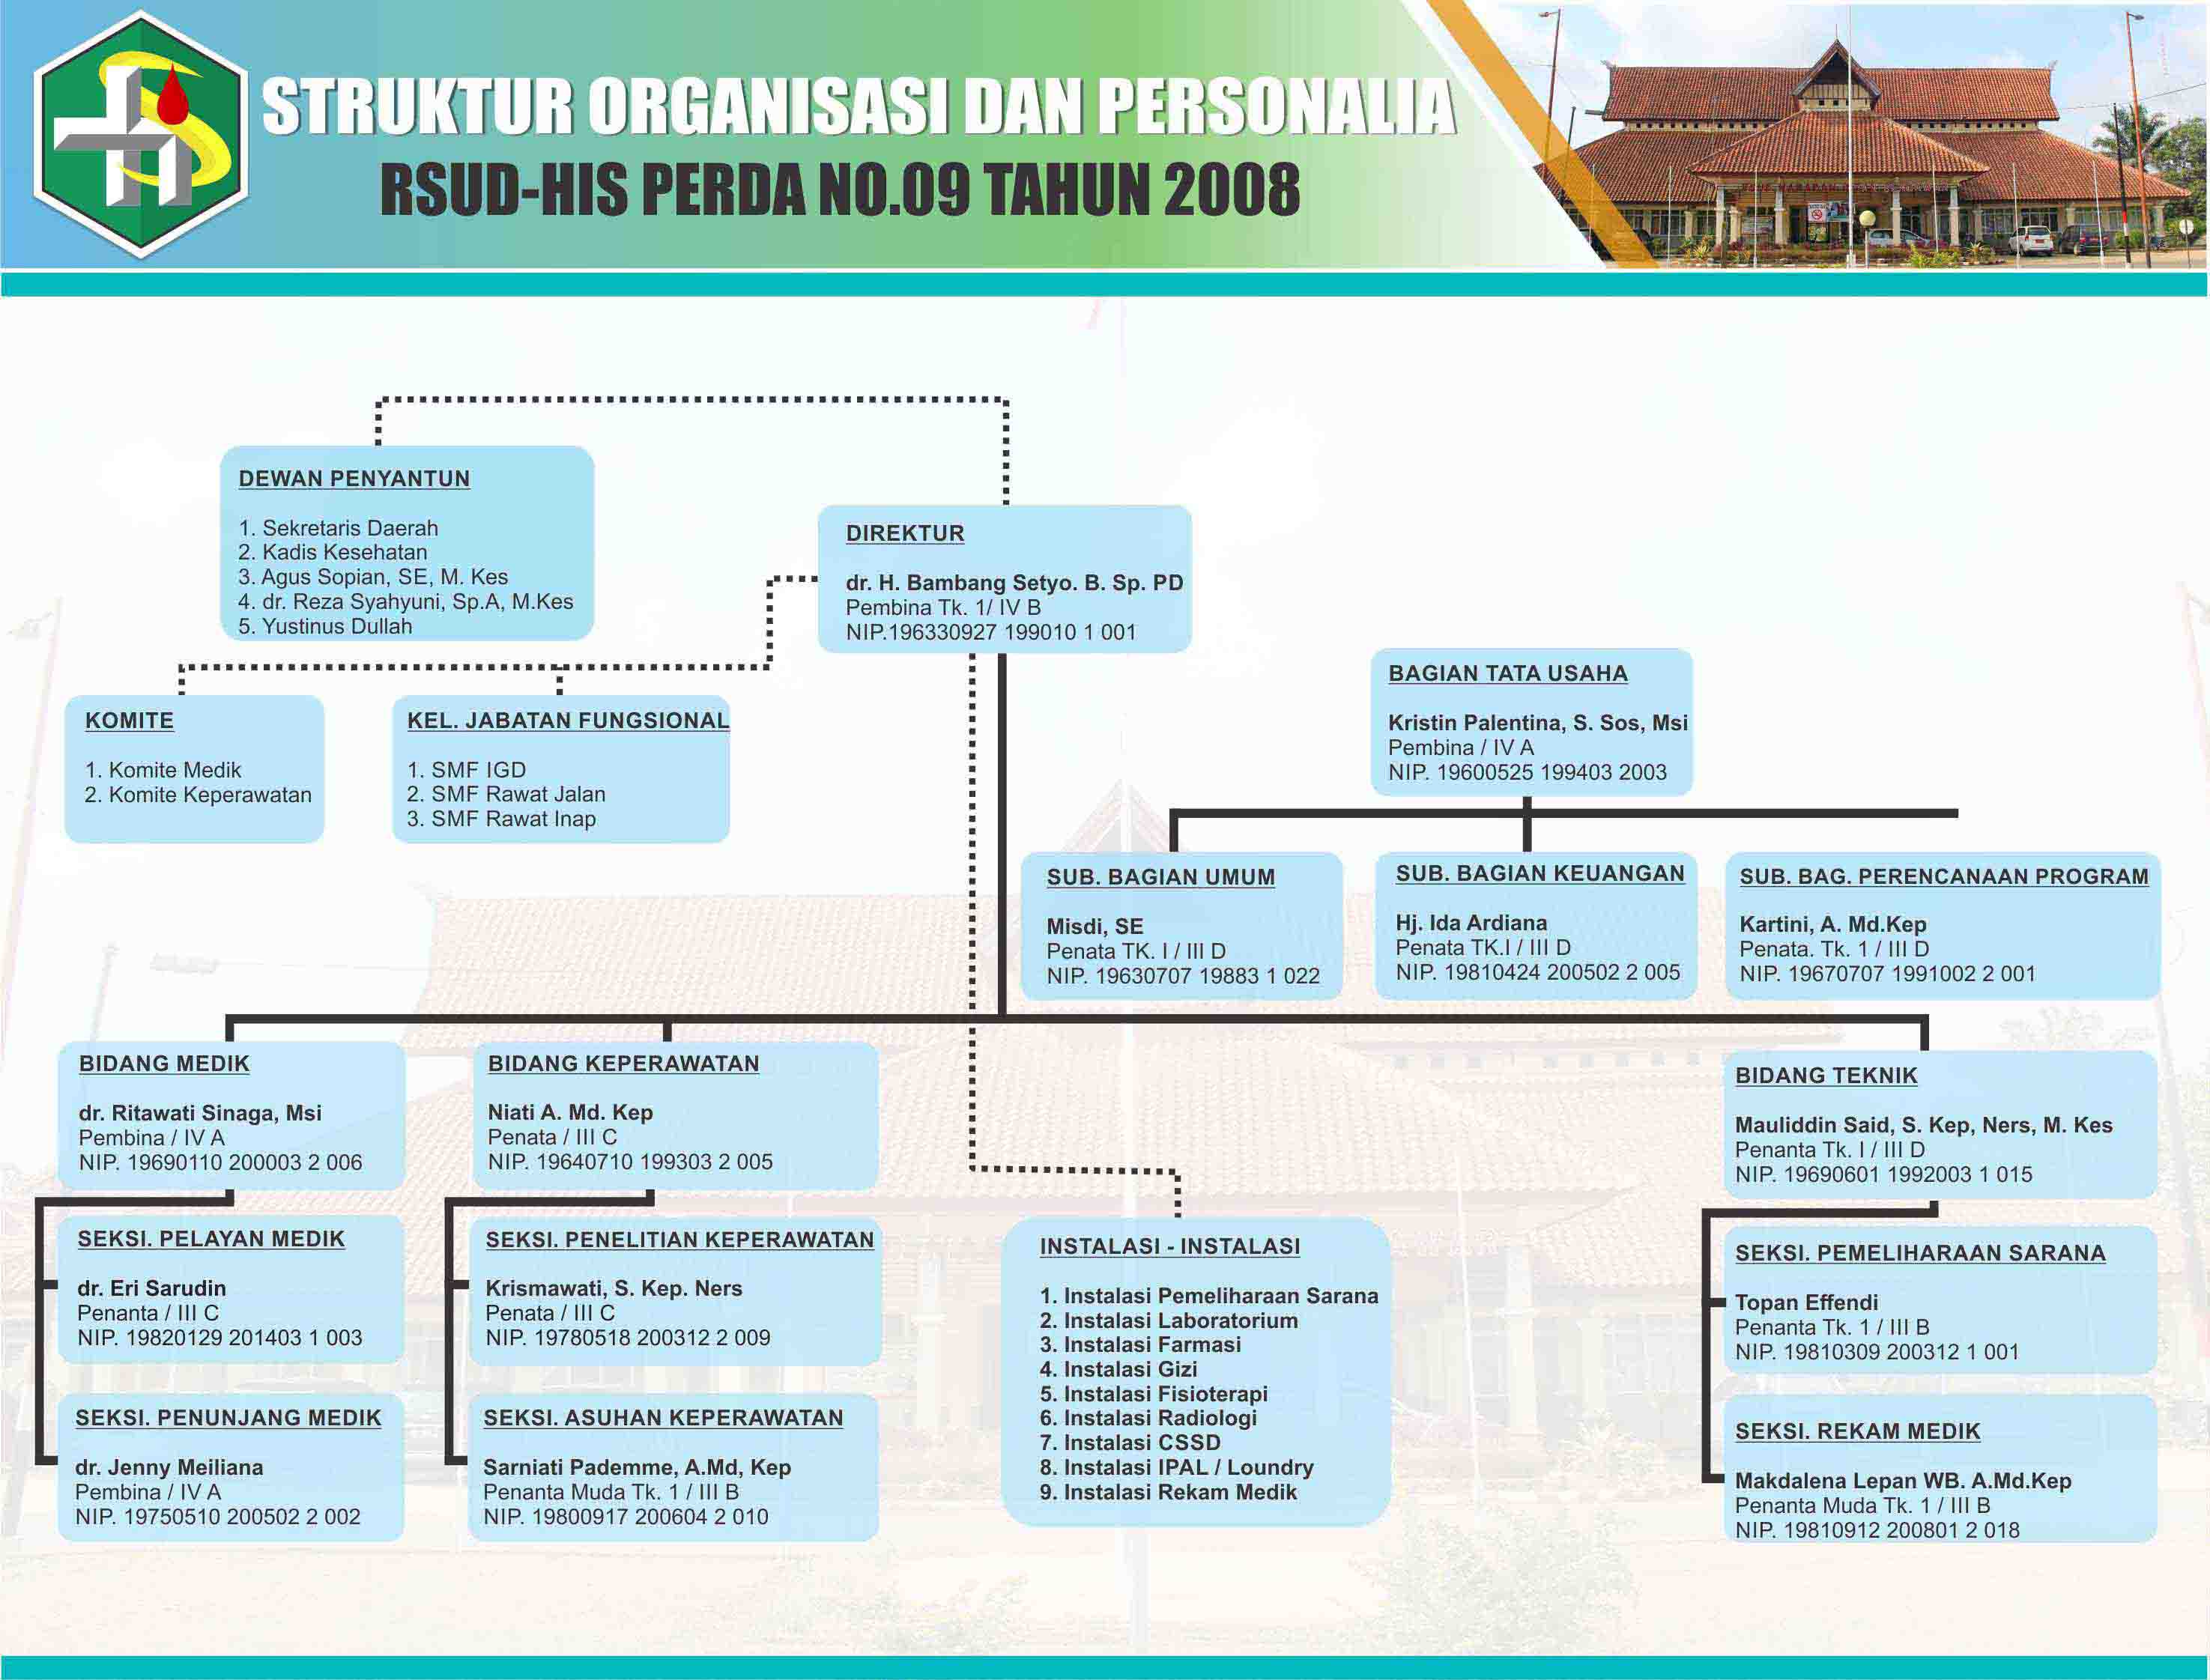 STRUKTUR ORGANISASI DAN PERSONALIA
RSUD-HIS PERDA NO.09 TAHUN 2008
DEWAN PENYANTUN
1. Sekretaris Daerah
2. Kadis Kesehatan
3. Agus Sopian, SE, M. Kes
4. dr. Reza Syahyuni, Sp.A, M.Kes
5. Yustinus Dullah
DIREKTUR
dr. H. Bambang Setyo. B. Sp. PD
Pembina Tk. 1/ IV B
NIP.196330927 199010 1 001
KOMITE
1. Komite Medik
2. Komite Keperawatan
KEL. JABATAN FUNGSIONAL
1. SMF IGD
2. SMF Rawat Jalan
3. SMF Rawat Inap
BAGIAN TATA USAHA
Kristin Palentina, S. Sos, Msi
Pembina / IV A
NIP. 19600525 199403 2003
SUB. BAGIAN UMUM
Misdi, SE
Penata TK. I / III D
NIP. 19630707 19883 1 022
SUB. BAGIAN KEUANGAN
Hj. Ida Ardiana
Penata TK.I / III D
NIP. 19810424 200502 2 005
SUB. BAG. PERENCANAAN PROGRAM
Kartini, A. Md.Kep
Penata. Tk. 1 / III D
NIP. 19670707 1991002 2 001
BIDANG MEDIK
dr. Ritawati Sinaga, Msi
Pembina / IV A
NIP. 19690110 200003 2 006
BIDANG KEPERAWATAN
Niati A. Md. Kep
Penata / III C
NIP. 19640710 199303 2 005
BIDANG TEKNIK
Mauliddin Said, S. Kep, Ners, M. Kes
Penanta Tk. I / III D
NIP. 19690601 1992003 1 015
SEKSI. PELAYAN MEDIK
dr. Eri Sarudin
Penanta / III C
NIP. 19820129 201403 1 003
SEKSI. PENELITIAN KEPERAWATAN
Krismawati, S. Kep. Ners
Penata / III C
NIP. 19780518 200312 2 009
INSTALASI - INSTALASI
1. Instalasi Pemeliharaan Sarana
2. Instalasi Laboratorium
3. Instalasi Farmasi
4. Instalasi Gizi
5. Instalasi Fisioterapi
6. Instalasi Radiologi
7. Instalasi CSSD
8. Instalasi IPAL / Loundry
9. Instalasi Rekam Medik
SEKSI. PEMELIHARAAN SARANA
Topan Effendi
Penanta Tk. 1 / III B
NIP. 19810309 200312 1 001
SEKSI. PENUNJANG MEDIK
dr. Jenny Meiliana
Pembina / IV A
NIP. 19750510 200502 2 002
SEKSI. ASUHAN KEPERAWATAN
Sarniati Pademme, A.Md, Kep
Penanta Muda Tk. 1 / III B
NIP. 19800917 200604 2 010
SEKSI. REKAM MEDIK
Makdalena Lepan WB. A.Md.Kep
Penanta Muda Tk. 1 / III B
NIP. 19810912 200801 2 018